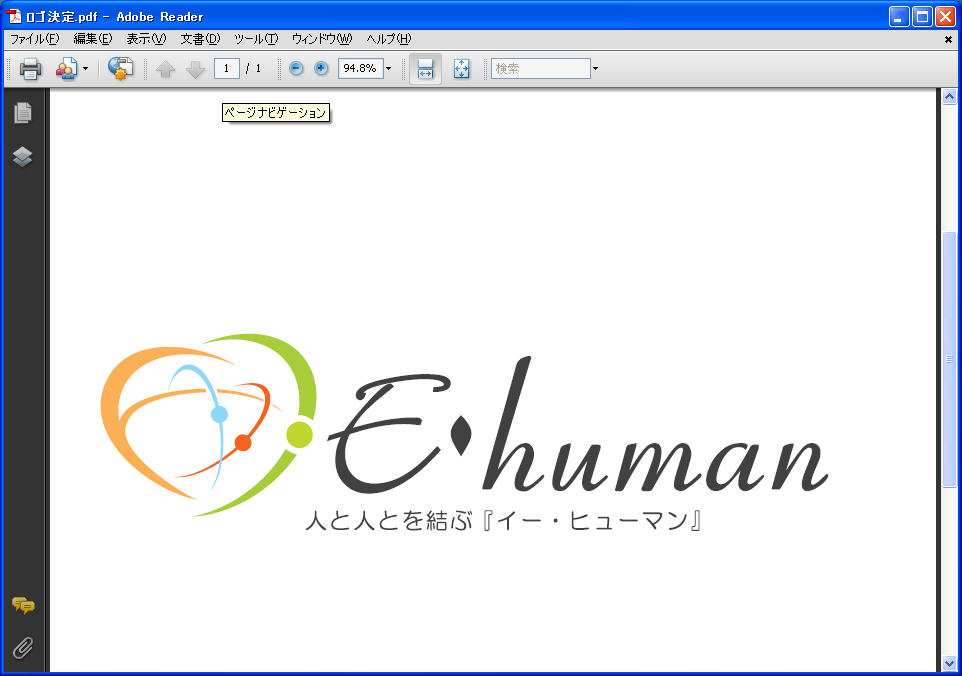 ロゴ決定.pdf - Adobe Reader
ファイル(F) 編集(E) 表示(V) 文書(D) ツール(T) ウィンドウ(W) ヘルプ(H)
1 / 1 94.8% 検索
ページナビゲーション
E♦human
人と人とを結ぶ『イー・ヒューマン』